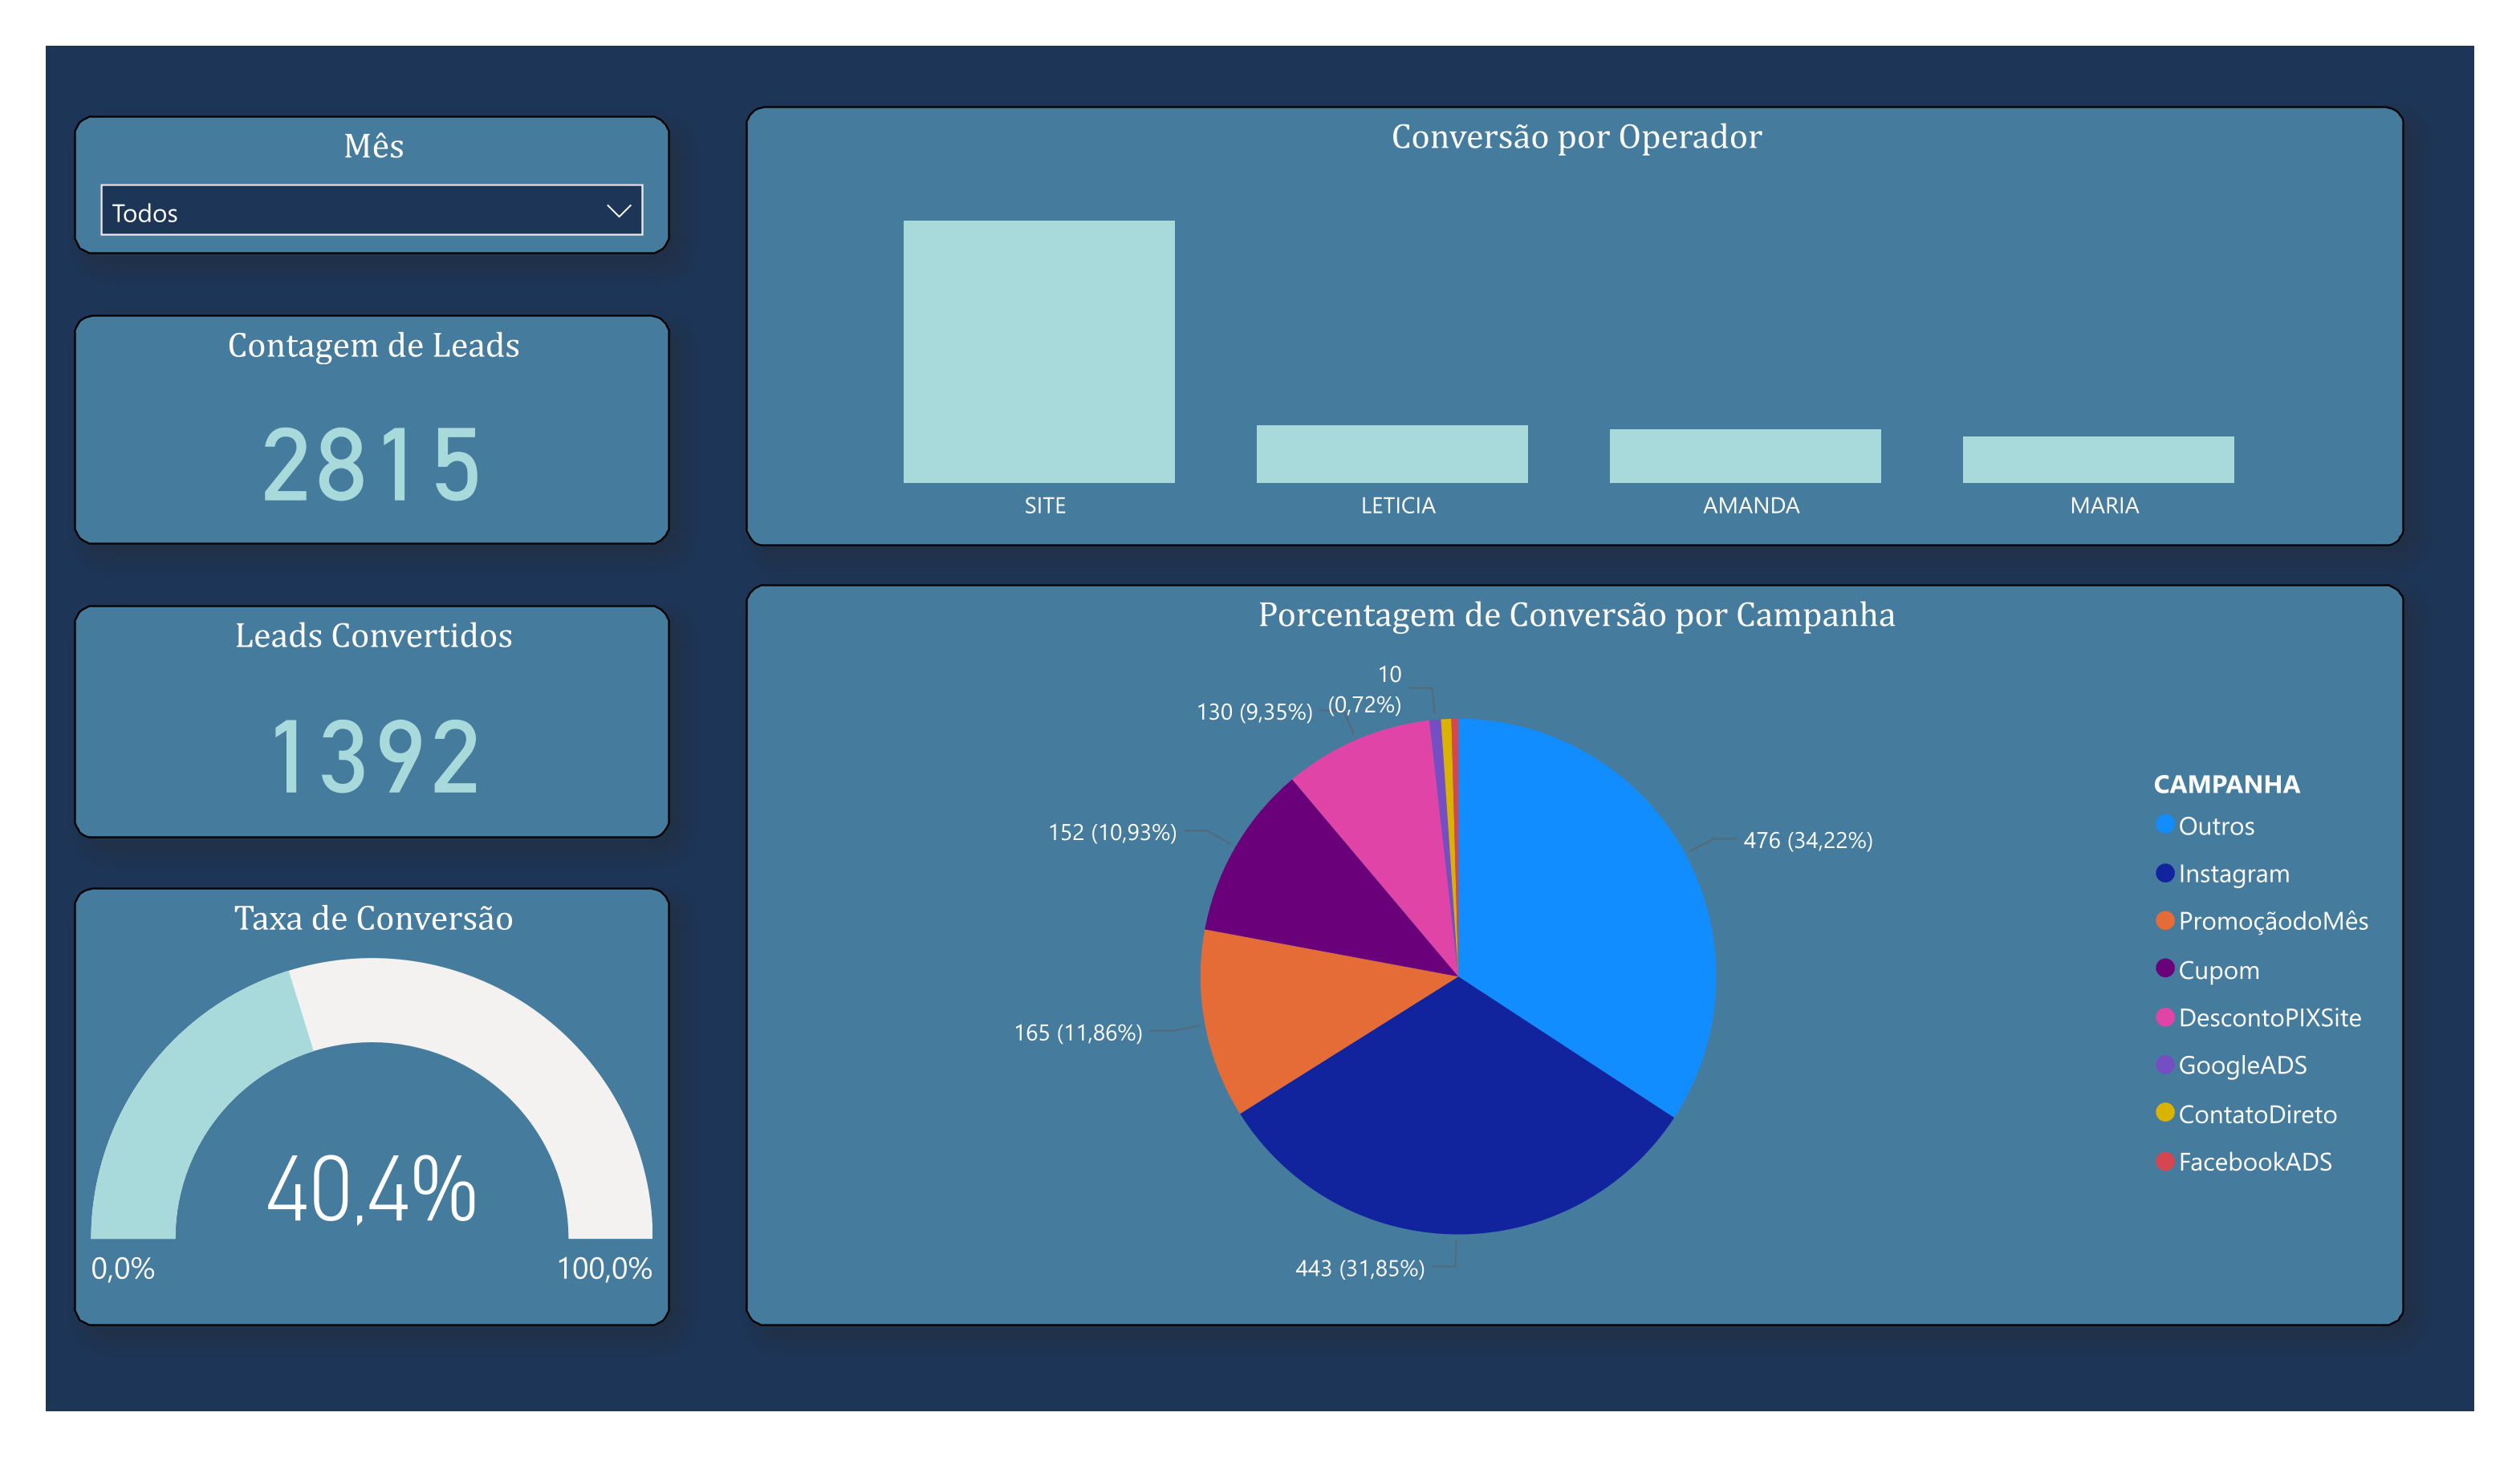 Mês
Todos
Contagem de Leads
2815
Leads Convertidos
1392
Taxa de Conversão
40,4%
0,0%
100,0%
Conversão por Operador
SITE
LETICIA
AMANDA
MARIA
Porcentagem de Conversão por Campanha
10
(0,72%)
130 (9,35%)
152 (10,93%)
476 (34,22%)
165 (11,86%)
443 (31,85%)
CAMPANHA
Outros
Instagram
PromoçãodoMês
Cupom
DescontoPIXSite
GoogleADS
ContatoDireto
FacebookADS